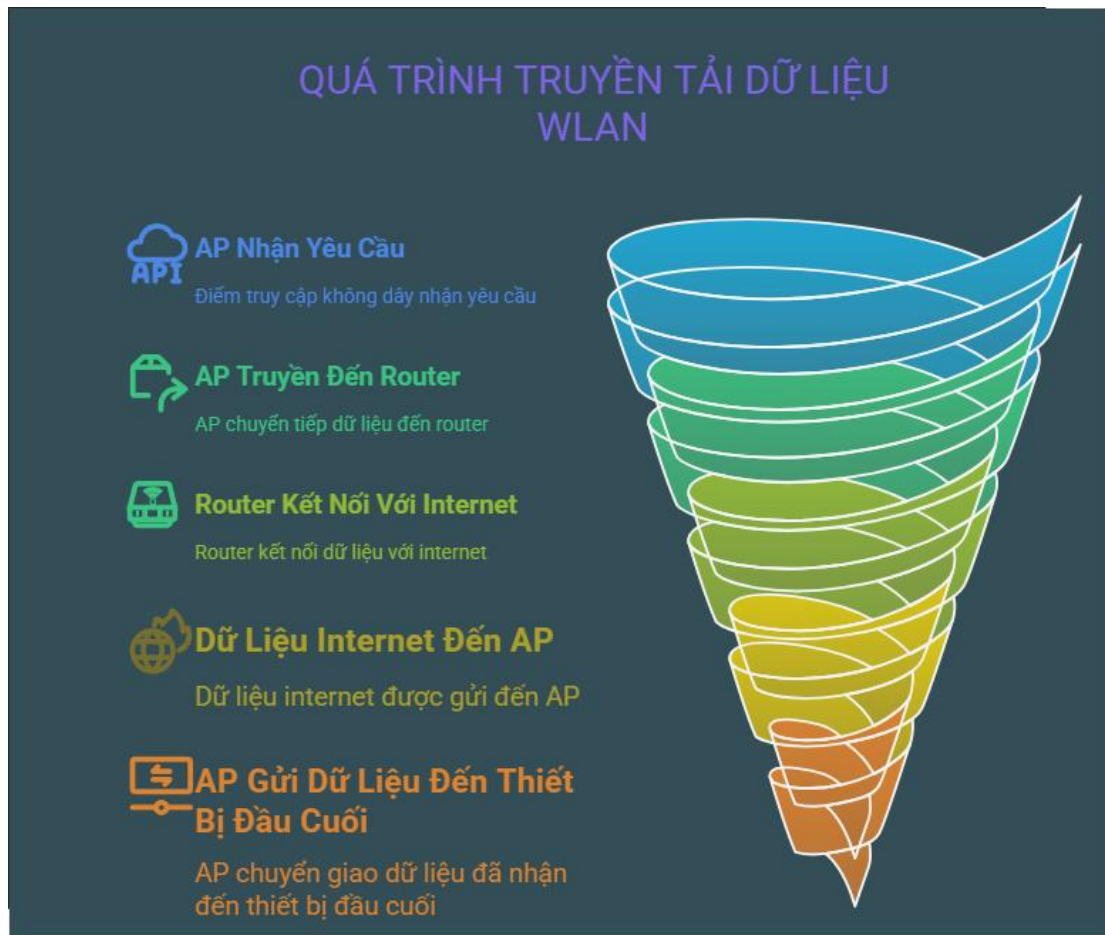 QUÁ TRÌNH TRUYỀN TẢI DỮ LIỆU
WLAN
API
AP Nhận Yêu Cầu
Điểm truy cập không dây nhận yêu cầu
AP Truyền Đến Router
AP chuyển tiếp dữ liệu đến router
Router Kết Nối Với Internet
Router kết nối dữ liệu với internet
Dữ Liệu Internet Đến AP
Dữ liệu internet được gửi đến AP
AP Gửi Dữ Liệu Đến Thiết
Bị Đầu Cuối
AP chuyển giao dữ liệu đã nhận
đến thiết bị đầu cuối